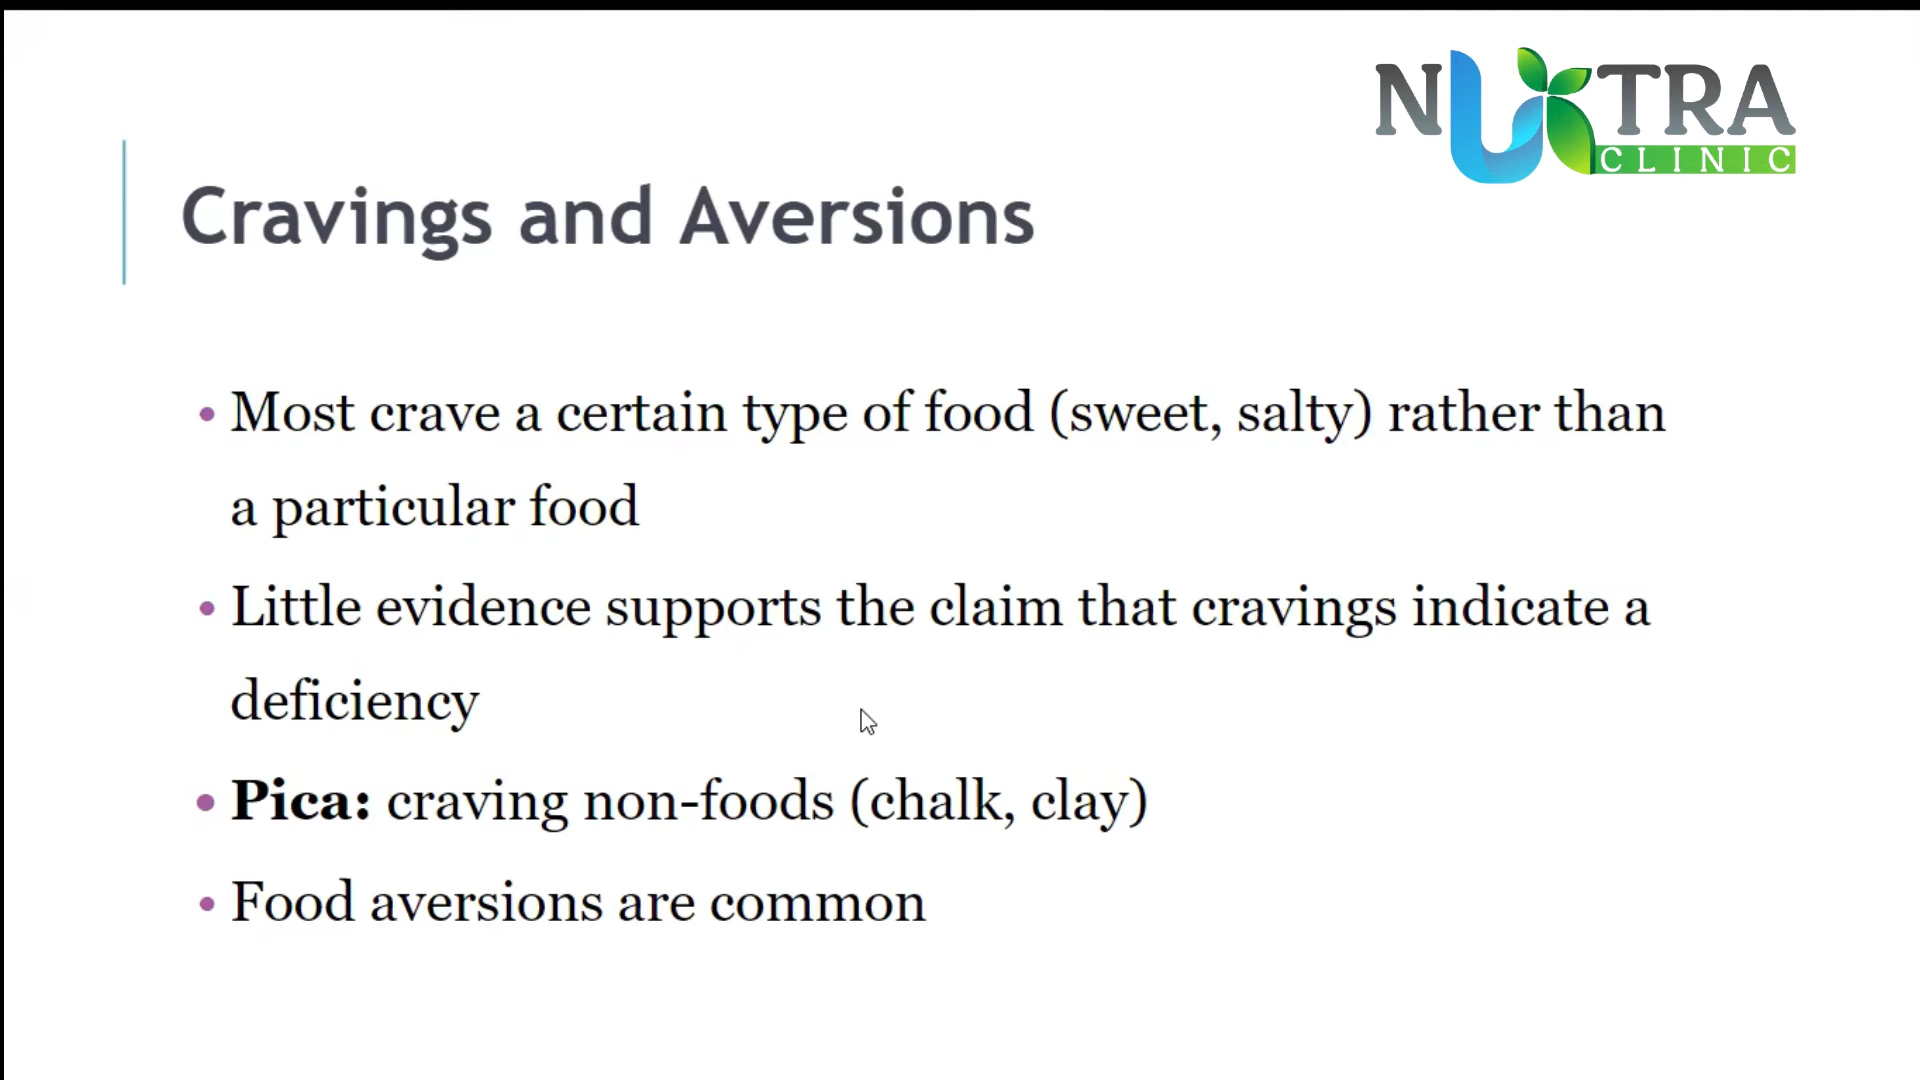 NUTRA
CLINIC
Cravings and Aversions
• Most crave a certain type of food (sweet, salty) rather than
a particular food
• Little evidence supports the claim that cravings indicate a
deficiency
• Pica: craving non-foods (chalk, clay)
• Food aversions are common